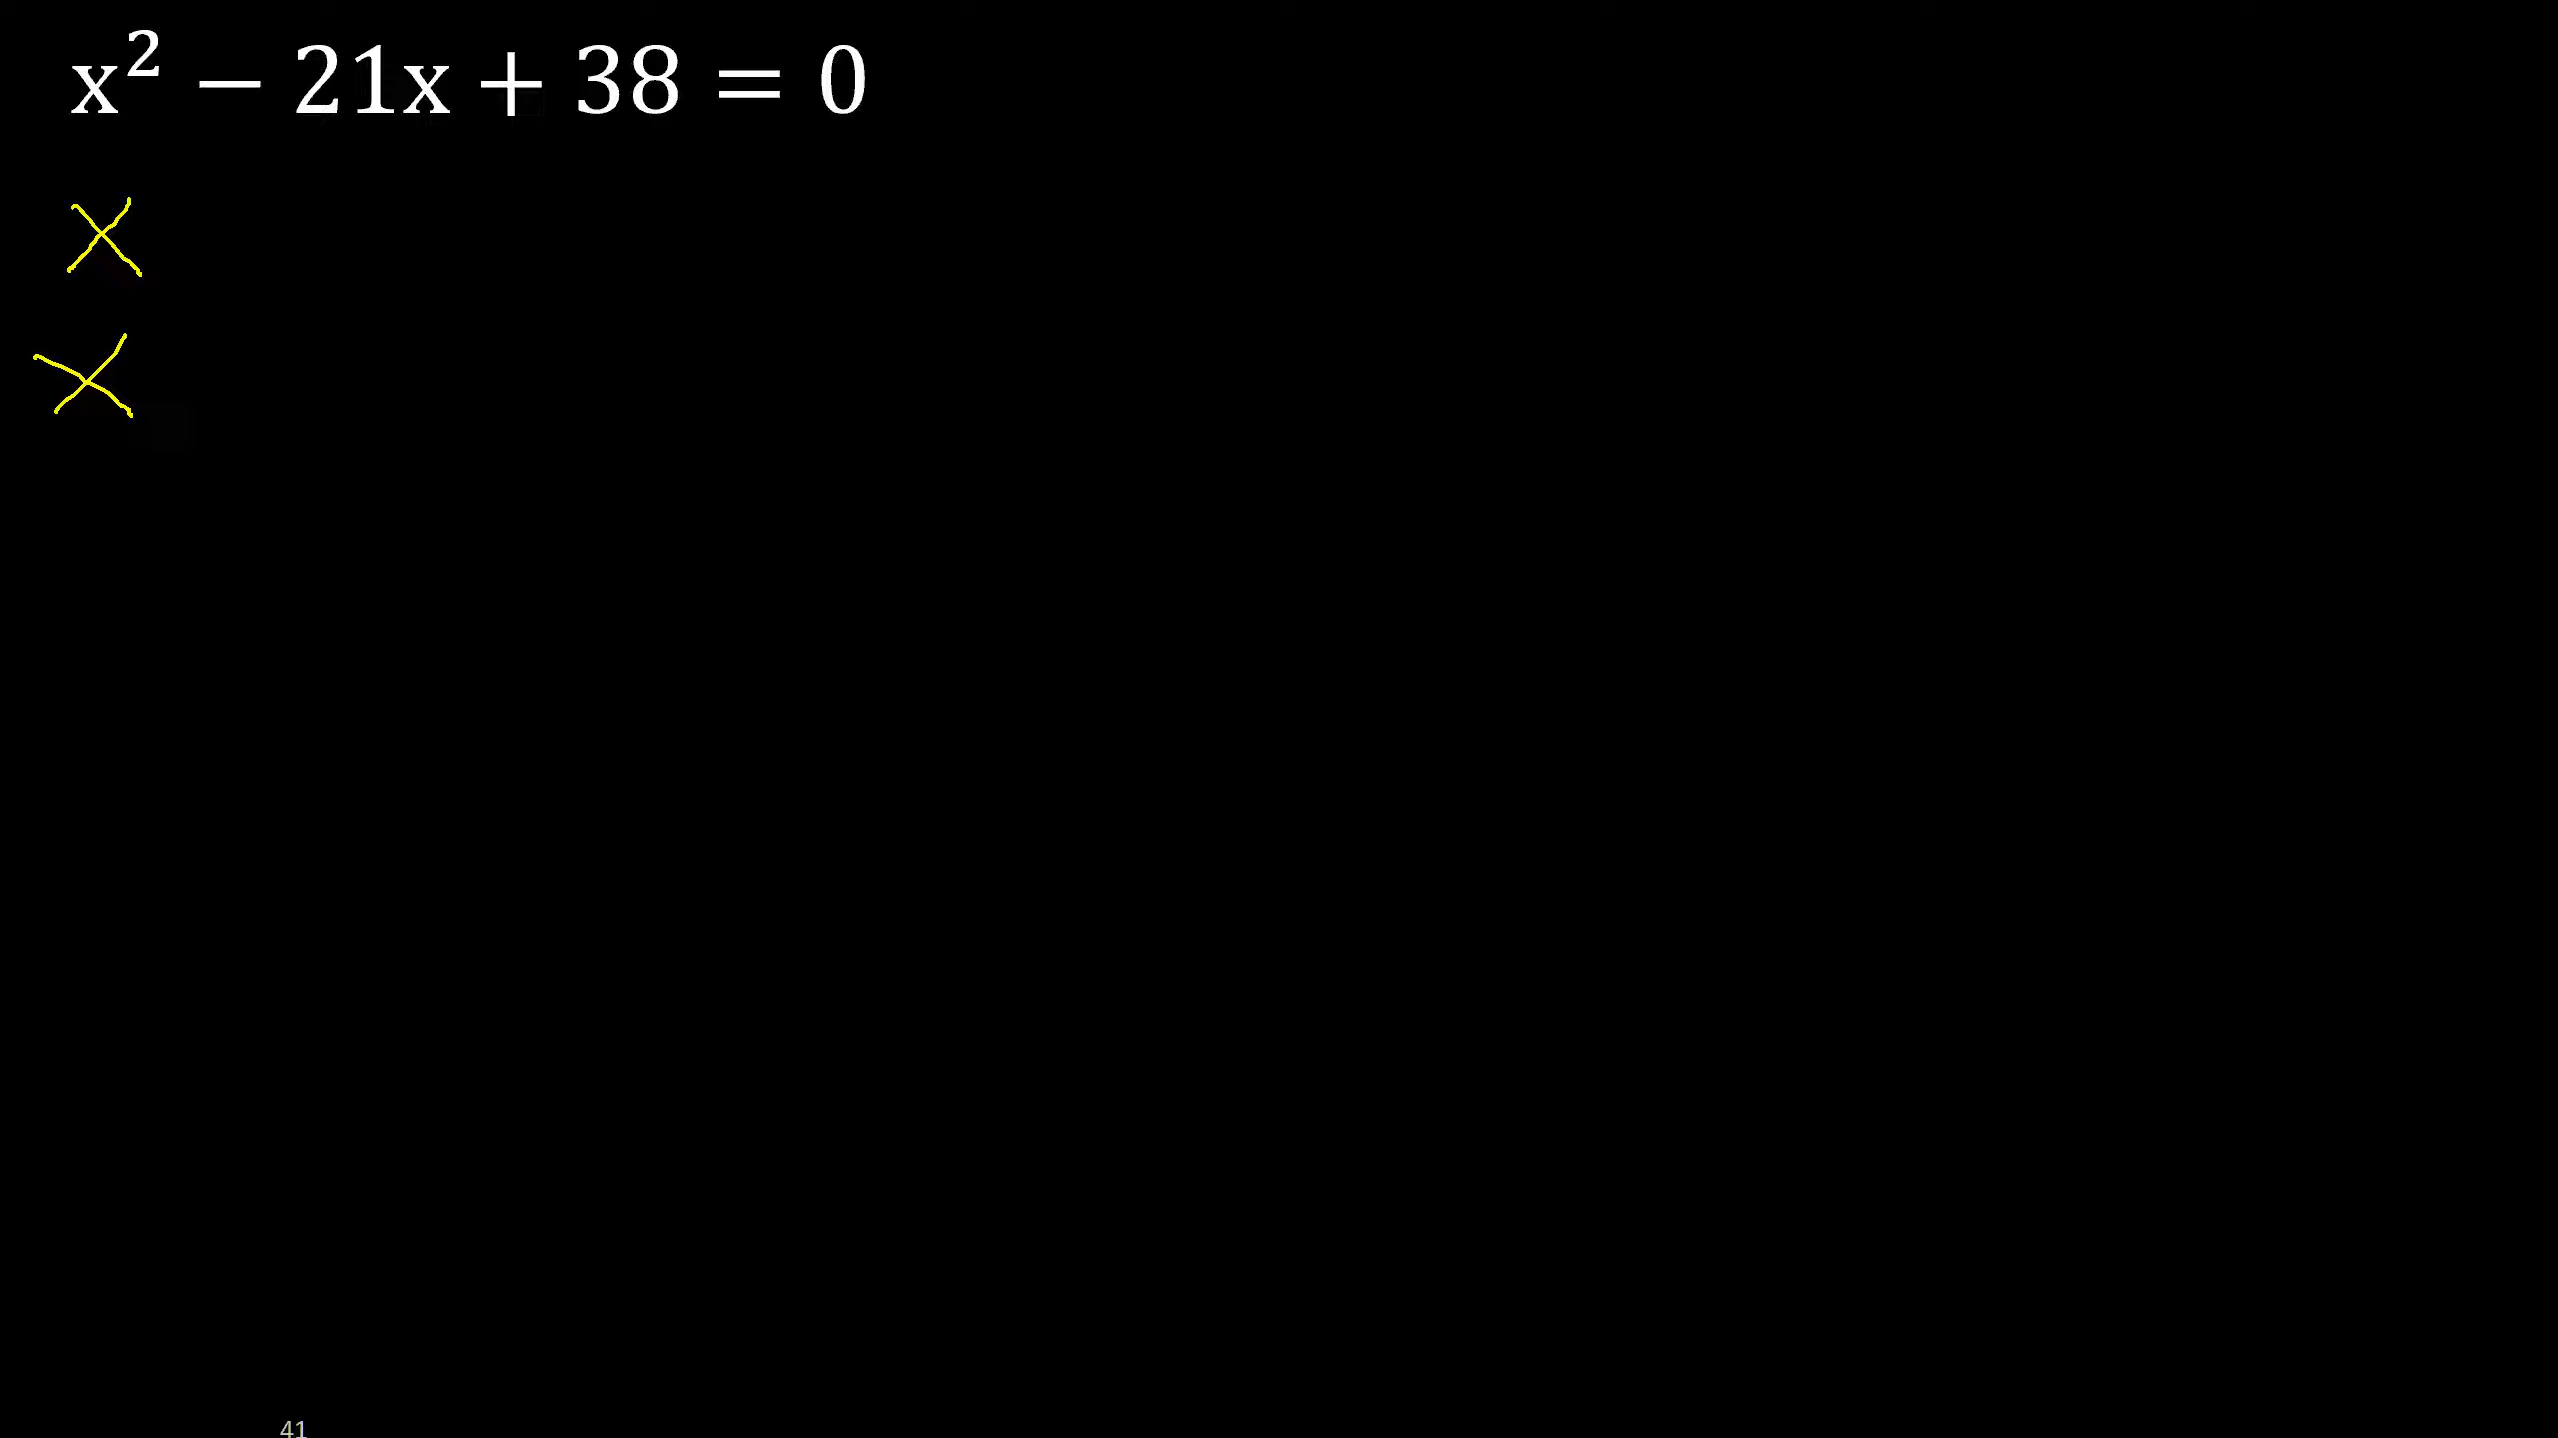 x² − 21x + 38 = 0
x
x
41